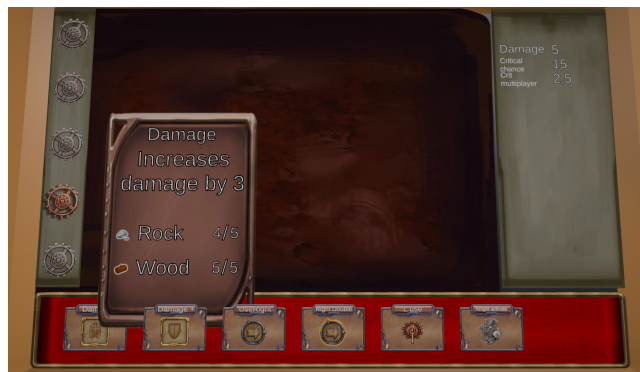 Damage 5
Critical
chance 15
Crit
multiplayer 2,5
Damage
Increases
damage by 3
Rock 4/5
Wood 5/5
Damage